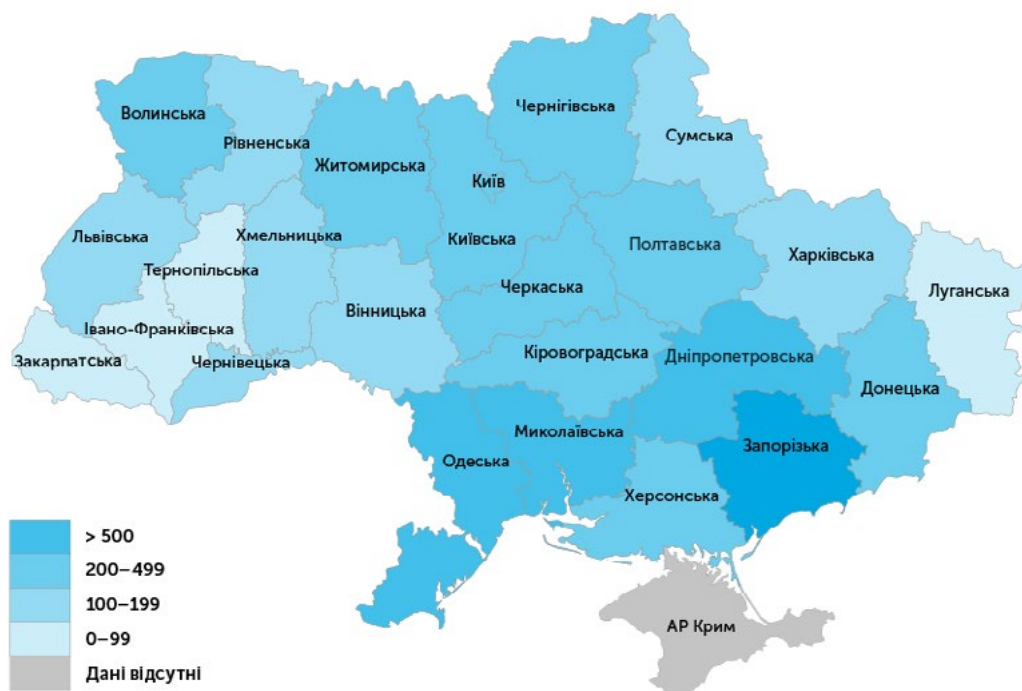 Чернігівська
Волинська
Сумська
Рівненська
Житомирська
Київ
Львівська
Хмельницька
Київська
Полтавська
Харківська
Тернопільська
Черкаська
Луганська
Вінницька
Івано-Франківська
Кіровоградська
Дніпропетровська
Закарпатська
Чернівецька
Донецька
Миколаївська
Запорізька
Одеська
Херсонська
> 500
200–499
100–199
0–99
Дані відсутні
АР Крим